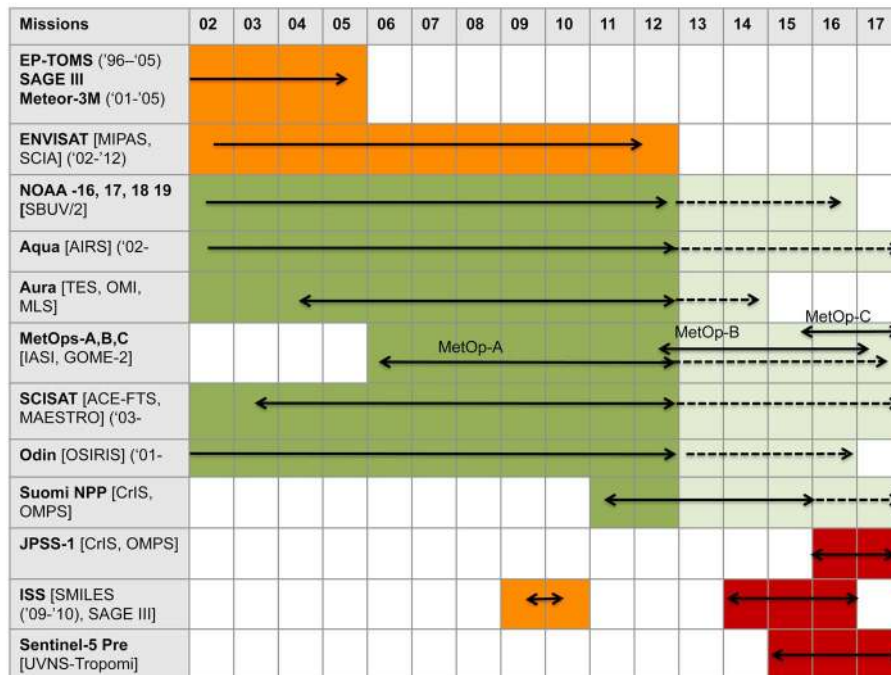 Missions 02 03 04 05 06 07 08 09 10 11 12 13 14 15 16 17
EP-TOMS ('96–'05)
SAGE III
Meteor-3M ('01-'05)
ENVISAT [MIPAS,
SCIA] ('02-'12)
NOAA -16, 17, 18 19
[SBUV/2]
Aqua [AIRS] ('02-
Aura [TES, OMI,
MLS]
MetOp-C
MetOps-A,B,C
[IASI, GOME-2]
MetOp-A
MetOp-B
SCISAT [ACE-FTS,
MAESTRO] ('03-
Odin [OSIRIS] ('01-
Suomi NPP [CrIS,
OMPS]
JPSS-1 [CrIS, OMPS]
ISS [SMILES
('09-'10), SAGE III]
Sentinel-5 Pre
[UVNS-Tropomi]